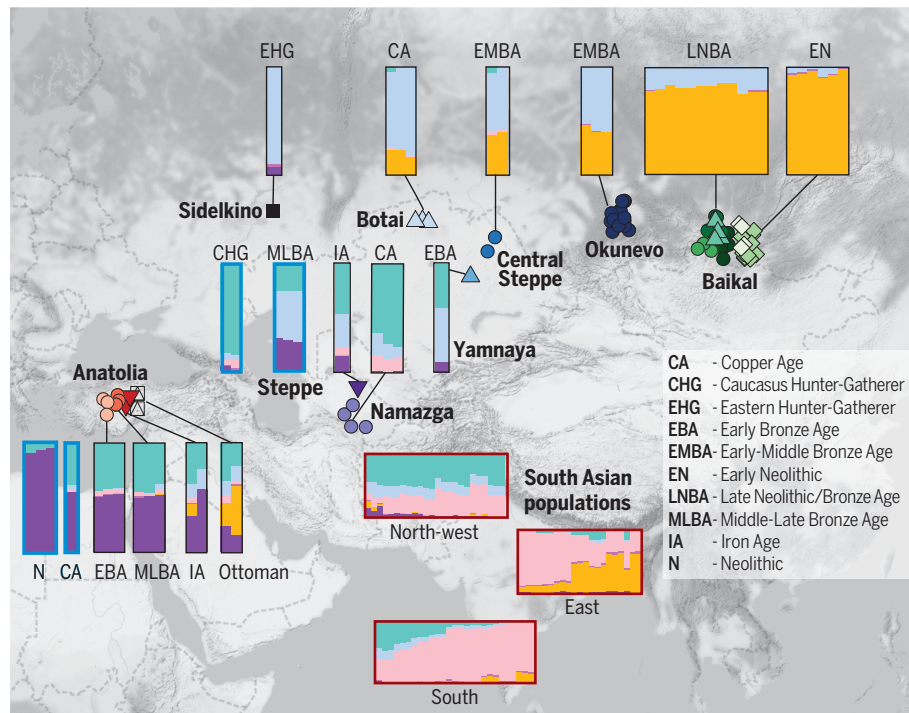 EHG
CA
EMBA
EMBA
LNBA
EN
Sidelkino
Botai
Central
Steppe
Okunevo
Baikal
CHG
MLBA
IA
CA
EBA
Yamnaya
Steppe
Namazga
Anatolia
N
CA
EBA
MLBA
IA
Ottoman
North-west
South Asian
populations
East
South
CA - Copper Age
CHG - Caucasus Hunter-Gatherer
EHG - Eastern Hunter-Gatherer
EBA - Early Bronze Age
EMBA - Early-Middle Bronze Age
EN - Early Neolithic
LNBA - Late Neolithic/Bronze Age
MLBA - Middle-Late Bronze Age
IA - Iron Age
N - Neolithic